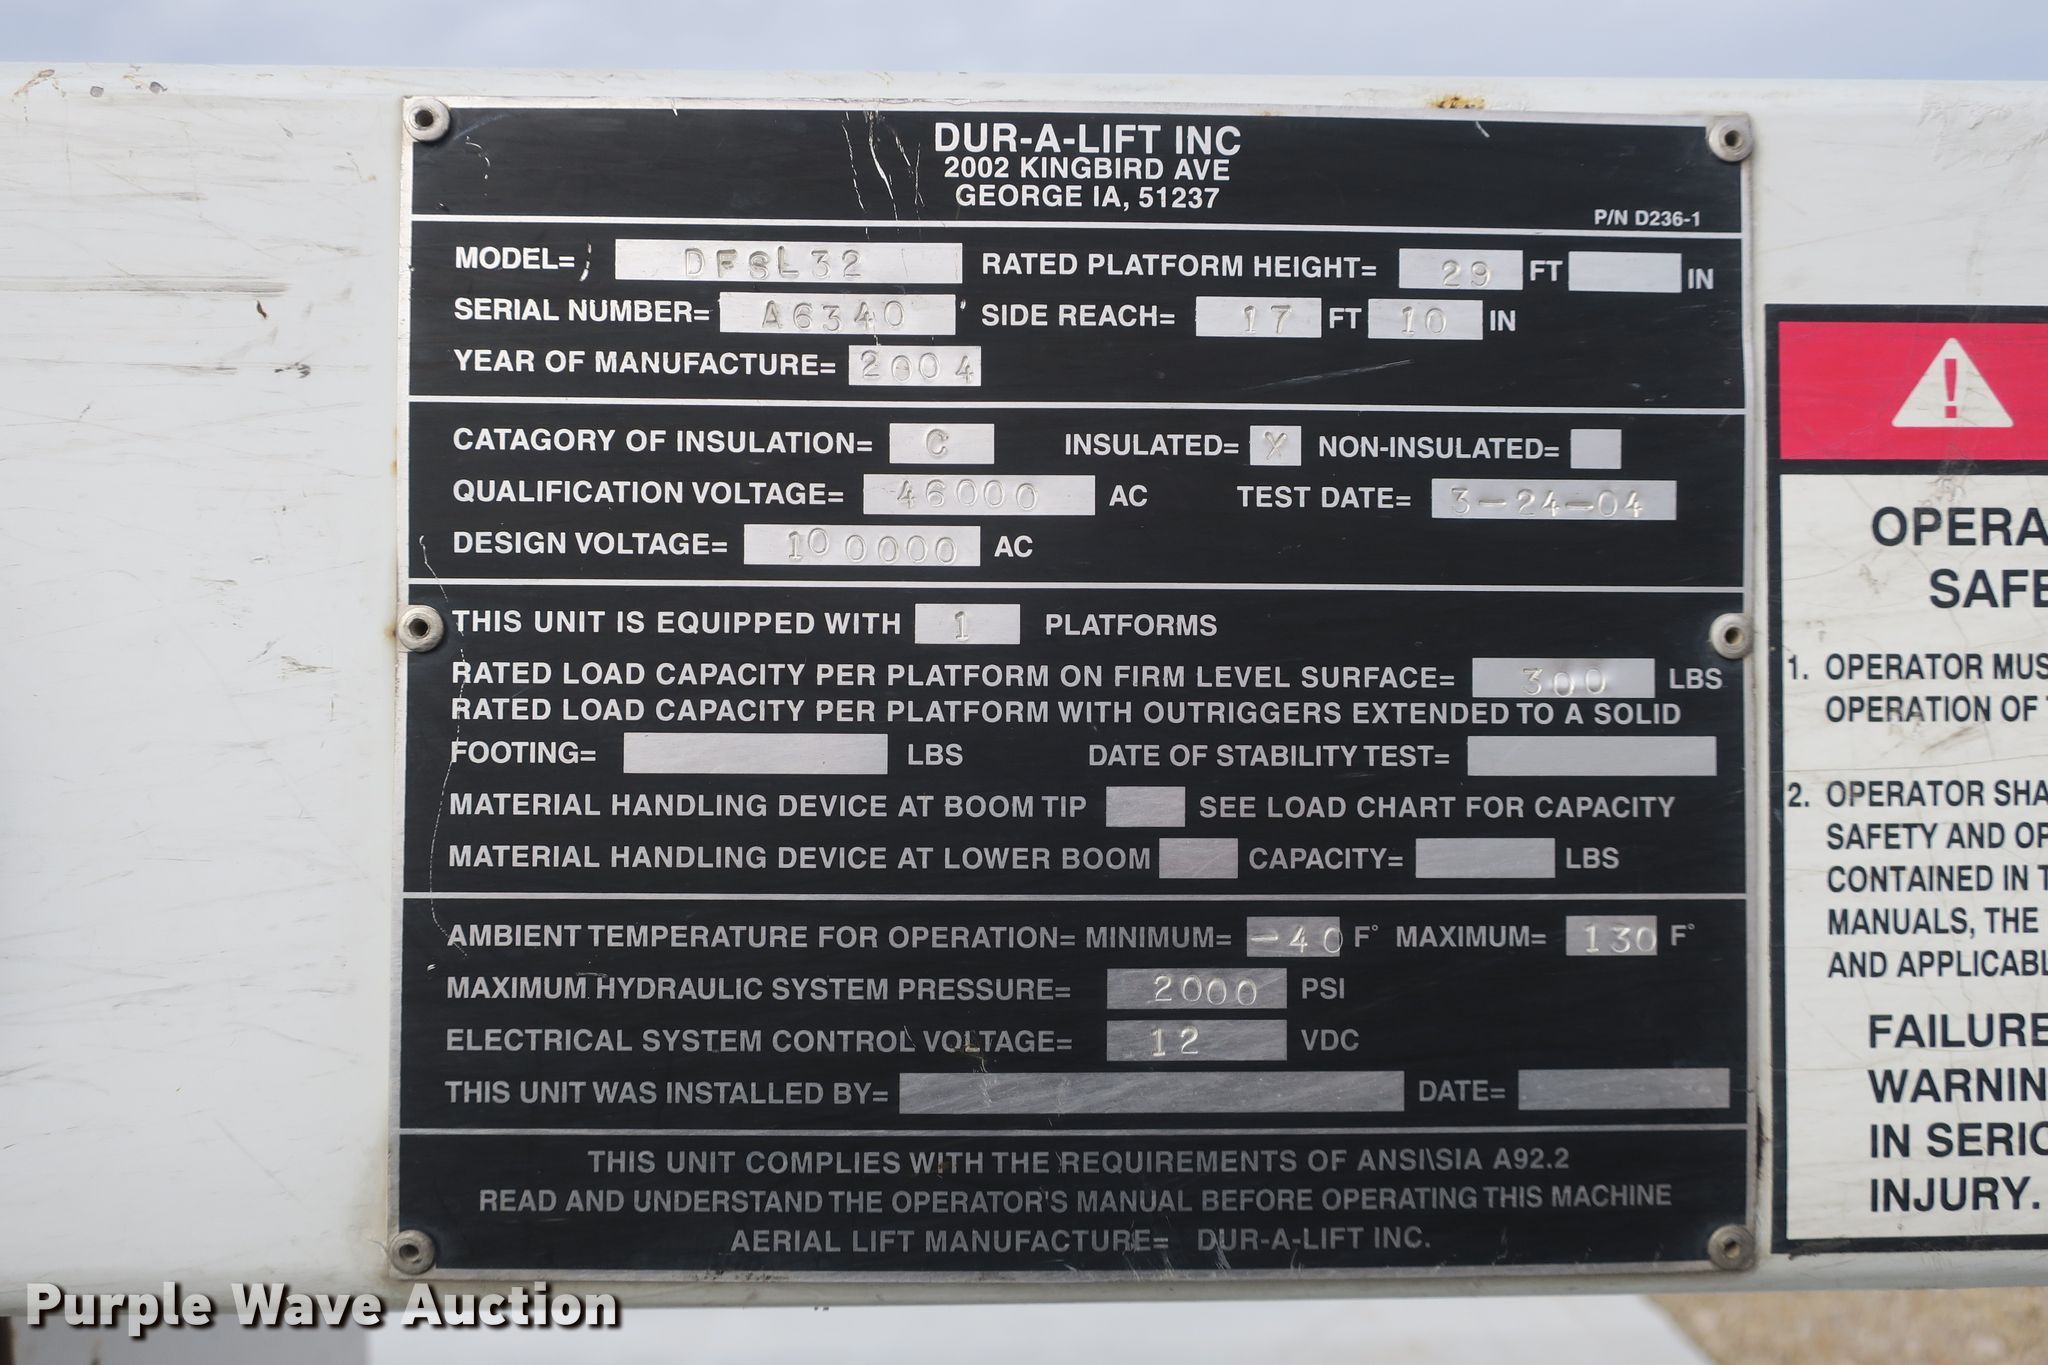 DUR-A-LIFT INC
2002 KINGBIRD AVE
GEORGE IA, 51237
P/N D236-1
MODEL= DFSL32 RATED PLATFORM HEIGHT= 29 FT IN
SERIAL NUMBER= A6340 SIDE REACH= 17 FT 10 IN
YEAR OF MANUFACTURE= 2004
CATAGORY OF INSULATION= C INSULATED= X NON-INSULATED=
QUALIFICATION VOLTAGE= 46000 AC TEST DATE= 3-24-04
DESIGN VOLTAGE= 100000 AC
THIS UNIT IS EQUIPPED WITH 1 PLATFORMS
RATED LOAD CAPACITY PER PLATFORM ON FIRM LEVEL SURFACE= 300 LBS
RATED LOAD CAPACITY PER PLATFORM WITH OUTRIGGERS EXTENDED TO A SOLID
FOOTING= LBS DATE OF STABILITY TEST=
MATERIAL HANDLING DEVICE AT BOOM TIP SEE LOAD CHART FOR CAPACITY
MATERIAL HANDLING DEVICE AT LOWER BOOM CAPACITY= LBS
AMBIENT TEMPERATURE FOR OPERATION= MINIMUM= -40 F° MAXIMUM= 130 F°
MAXIMUM HYDRAULIC SYSTEM PRESSURE= 2000 PSI
ELECTRICAL SYSTEM CONTROL VOLTAGE= 12 VDC
THIS UNIT WAS INSTALLED BY= DATE=
THIS UNIT COMPLIES WITH THE REQUIREMENTS OF ANSI\SIA A92.2
READ AND UNDERSTAND THE OPERATOR'S MANUAL BEFORE OPERATING THIS MACHINE
AERIAL LIFT MANUFACTURE= DUR-A-LIFT INC.
OPERA
SAFE
1. OPERATOR MUS
OPERATION OF
2. OPERATOR SHA
SAFETY AND OP
CONTAINED IN T
MANUALS, THE
AND APPLICABL
FAILURE
WARNIN
IN SERIO
INJURY.
Purple Wave Auction